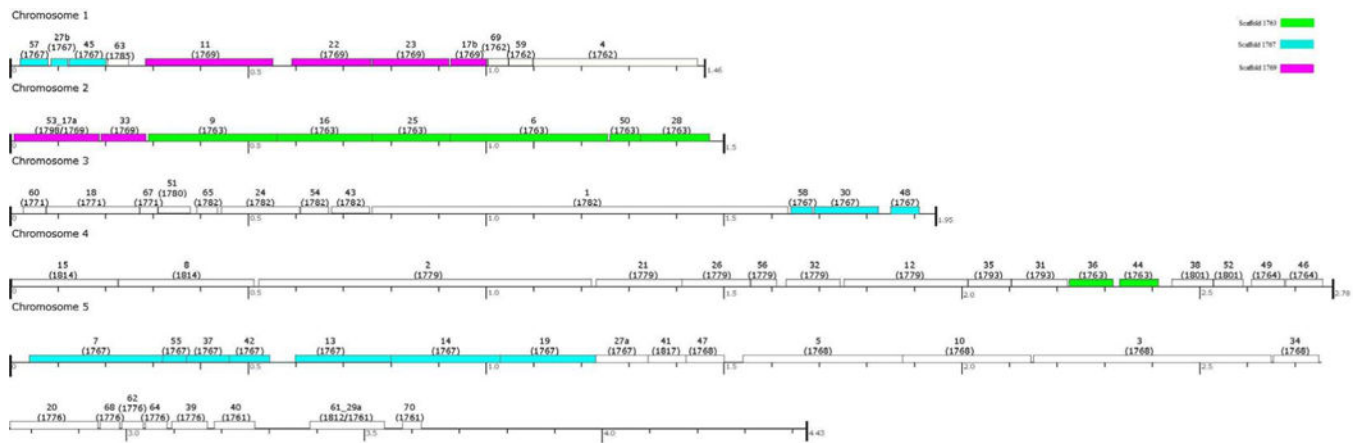 Chromosome 1
57 27b 45 63 11 22 23 17b 69 59 4
(1767) (1767) (1767) (1785) (1769) (1769) (1769) (1769) (1762) (1762) (1762)
0 0.5 1.0 1.46
Scaffold 1763
Scaffold 1767
Scaffold 1769
Chromosome 2
53_17a 33 9 16 25 6 50 28
(1798/1769) (1769) (1763) (1763) (1763) (1763) (1763) (1763)
0 0.5 1.0 1.5
Chromosome 3
60 18 67 51 65 24 54 43 1 58 30 48
(1771) (1771) (1771) (1780) (1782) (1782) (1782) (1782) (1782) (1767) (1767) (1767)
0 0.5 1.0 1.5 1.95
Chromosome 4
15 8 2 21 26 56 32 12 35 31 36 44 38 52 49 46
(1814) (1814) (1779) (1779) (1779) (1779) (1779) (1779) (1793) (1793) (1763) (1763) (1801) (1801) (1764) (1764)
0 0.5 1.0 1.5 2.0 2.5 2.78
Chromosome 5
7 55 37 42 13 14 19 27a 41 47 5 10 3 34
(1767) (1767) (1767) (1767) (1767) (1767) (1767) (1767) (1817) (1768) (1768) (1768) (1768) (1768)
0 0.5 1.0 1.5 2.0 2.5
20 68 62 64 39 40 61_29a 70
(1776) (1776) (1776) (1776) (1776) (1761) (1812/1761) (1761)
3.0 3.5 4.0 4.43